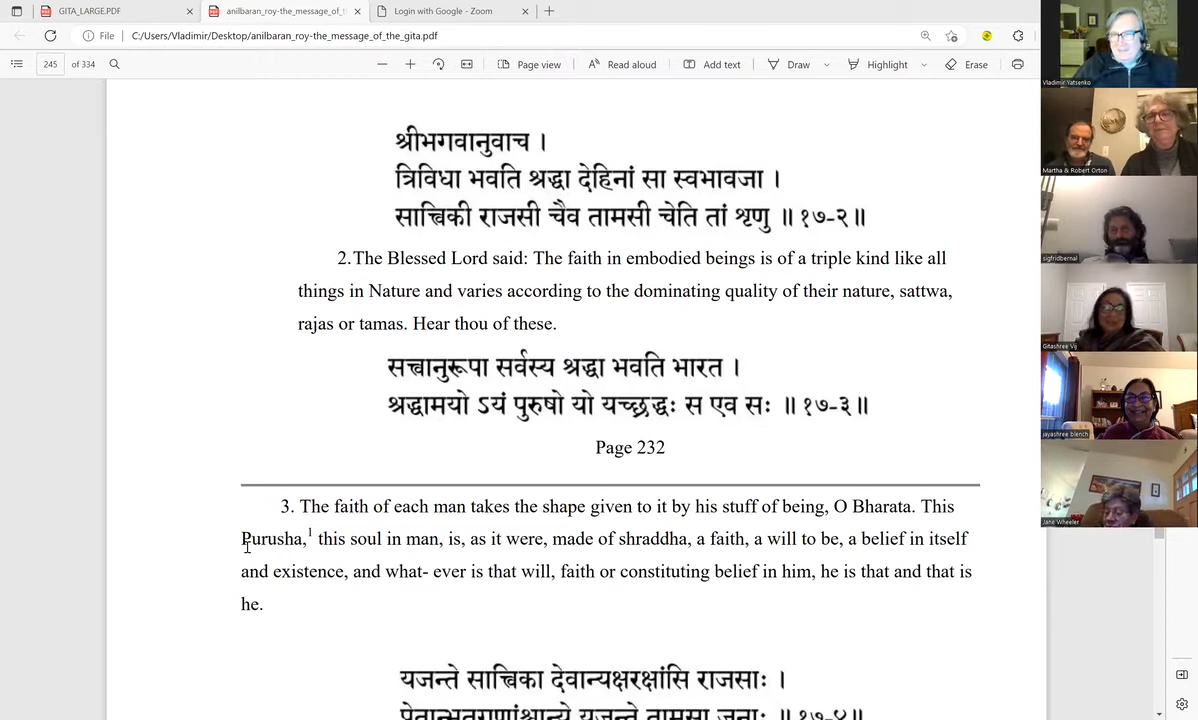 GITA_LARGE.PDF
anilbaran_roy-the_message_of_t
Login with Google - Zoom
File
C:/Users/Vladimir/Desktop/anilbaran_roy-the_message_of_the_gita.pdf
245 of 334
Page view
Read aloud
Add text
Draw
Highlight
Erase
श्रीभगवानुवाच ।
त्रिविधा भवति श्रद्धा देहिनां सा स्वभावजा ।
सात्त्विकी राजसी चैव तामसी चेति तां शृणु ॥१७-२॥
2.The Blessed Lord said: The faith in embodied beings is of a triple kind like all
things in Nature and varies according to the dominating quality of their nature, sattwa,
rajas or tamas. Hear thou of these.
सत्त्वानुरूपा सर्वस्य श्रद्धा भवति भारत ।
श्रद्धामयो ऽयं पुरुषो यो यच्छ्रद्धः स एव सः ॥१७-३॥
Page 232
3. The faith of each man takes the shape given to it by his stuff of being, O Bharata. This
Purusha,1 this soul in man, is, as it were, made of shraddha, a faith, a will to be, a belief in itself
and existence, and what- ever is that will, faith or constituting belief in him, he is that and that is
he.
यजन्ते सात्त्विका देवान्यक्षरक्षांसि राजसाः ।
प्रेतान्भूतगणांश्चान्ये यजन्ते तामसा जनाः ॥१७-४॥
Vladimir Yatsenko
Martha & Robert Orton
sigfridbernal
Gitashree Vij
jayashree blench
Jane Wheeler